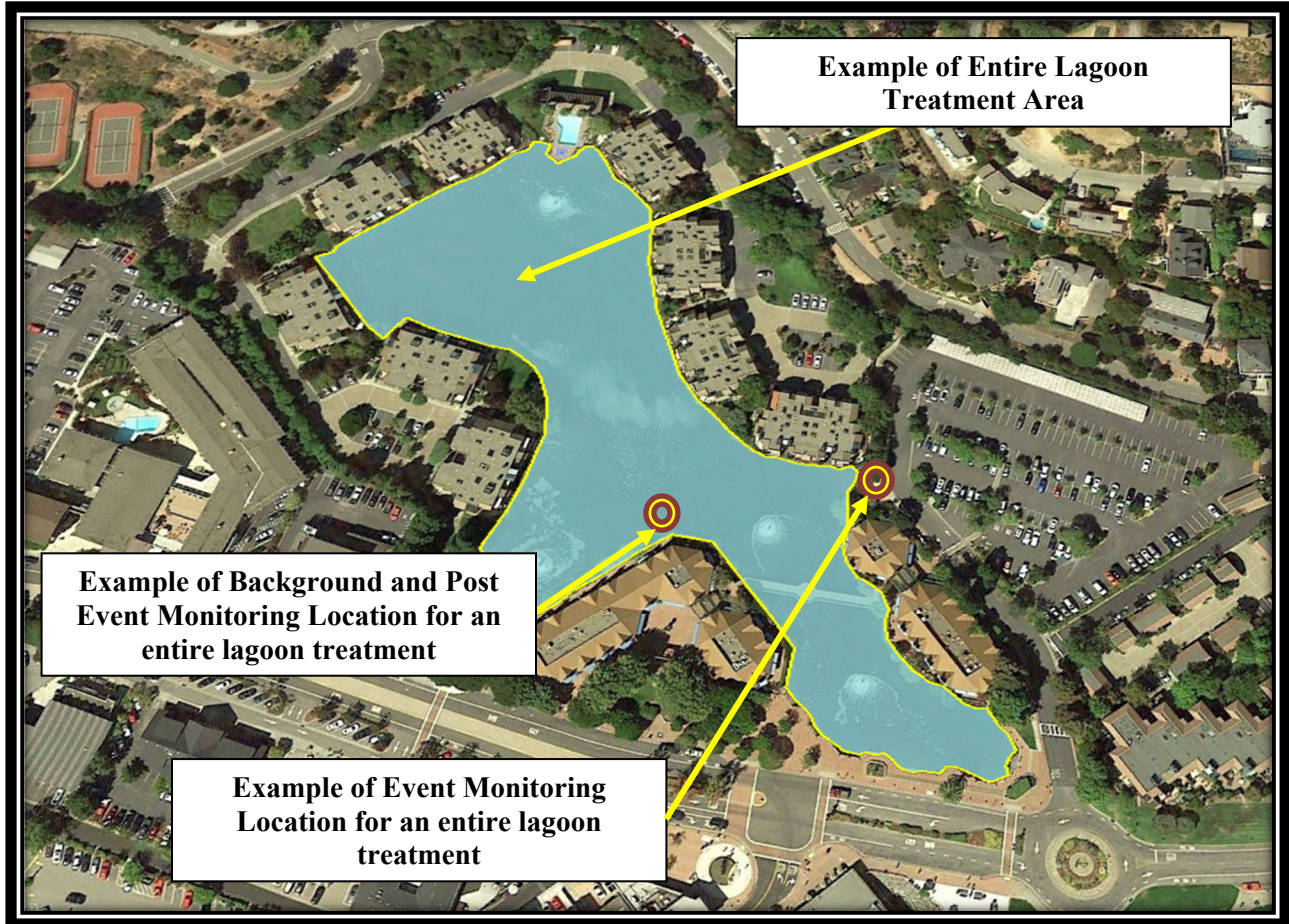 Example of Entire Lagoon
Treatment Area
Example of Background and Post
Event Monitoring Location for an
entire lagoon treatment
Example of Event Monitoring
Location for an entire lagoon
treatment